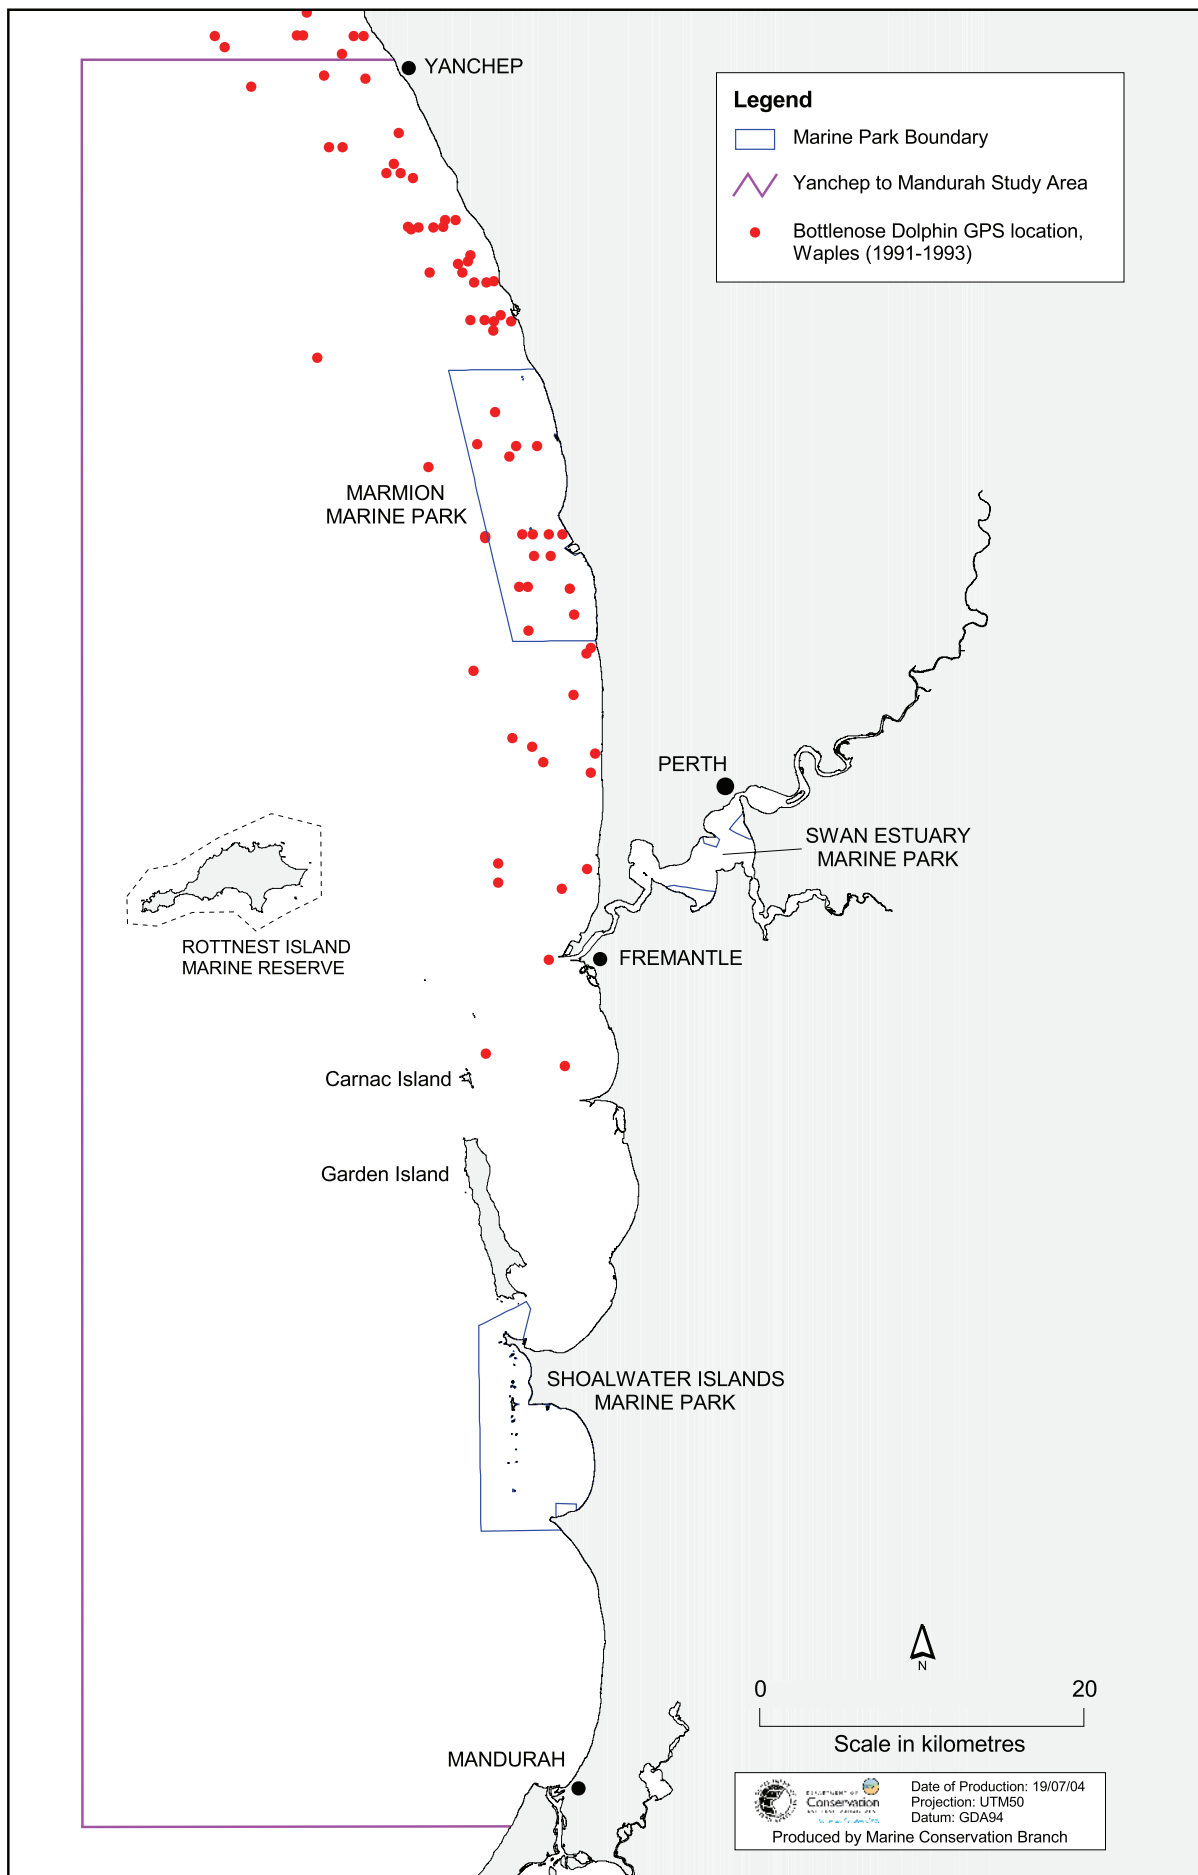 YANCHEP
Legend
Marine Park Boundary
Yanchep to Mandurah Study Area
Bottlenose Dolphin GPS location,
Waples (1991-1993)
MARMION
MARINE PARK
PERTH
SWAN ESTUARY
MARINE PARK
ROTTNEST ISLAND
MARINE RESERVE
FREMANTLE
Carnac Island
Garden Island
SHOALWATER ISLANDS
MARINE PARK
N
0 20
Scale in kilometres
MANDURAH
DEPARTMENT OF
Conservation
Date of Production: 19/07/04
Projection: UTM50
Datum: GDA94
Produced by Marine Conservation Branch